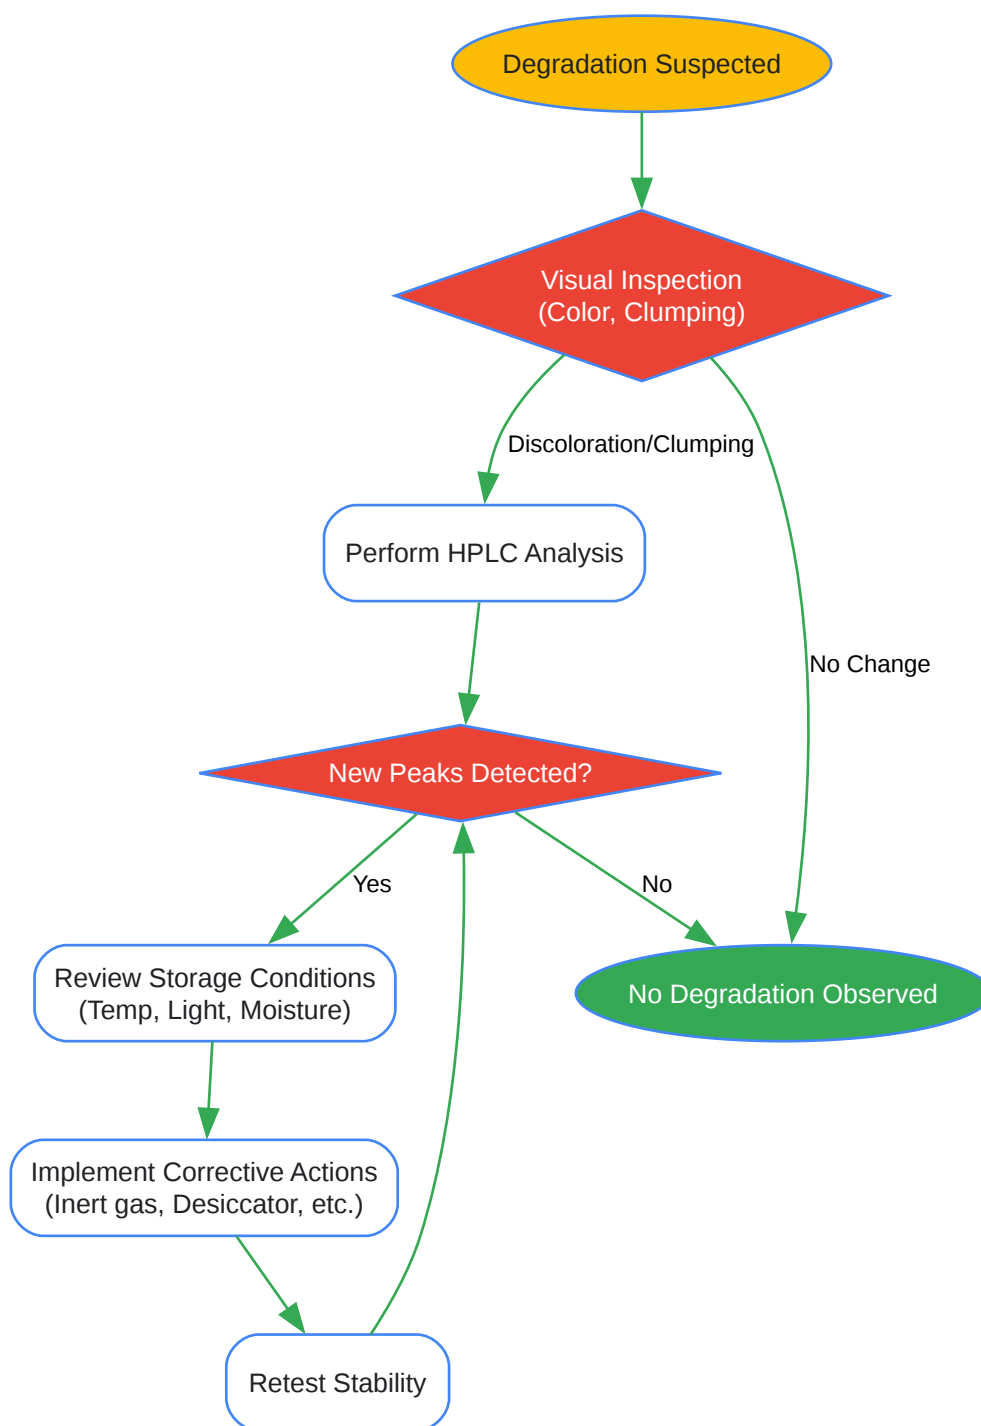 Degradation Suspected
Visual Inspection
(Color, Clumping)
Discoloration/Clumping
Perform HPLC Analysis
No Change
New Peaks Detected?
Yes
No
Review Storage Conditions
(Temp, Light, Moisture)
No Degradation Observed
Implement Corrective Actions
(Inert gas, Desiccator, etc.)
Retest Stability